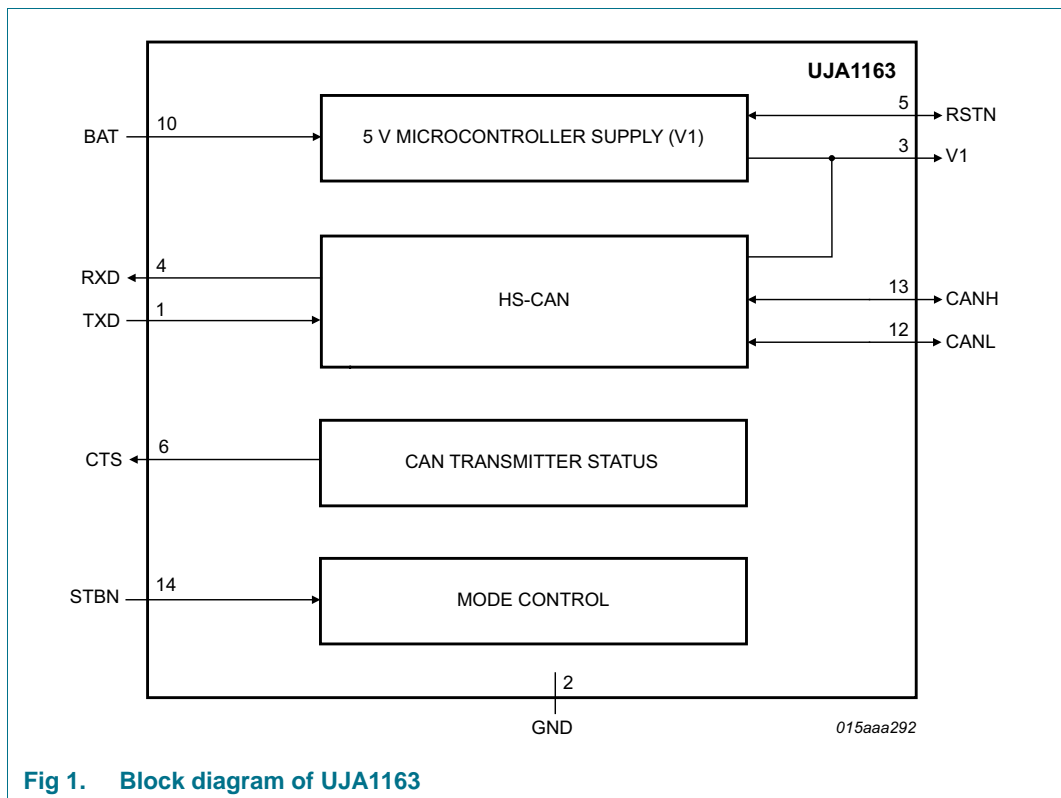 UJA1163
BAT
10
5 V MICROCONTROLLER SUPPLY (V1)
5
RSTN
3
V1
RXD
4
TXD
1
HS-CAN
13
CANH
12
CANL
CTS
6
CAN TRANSMITTER STATUS
STBN
14
MODE CONTROL
2
GND
015aaa292
Fig 1. Block diagram of UJA1163